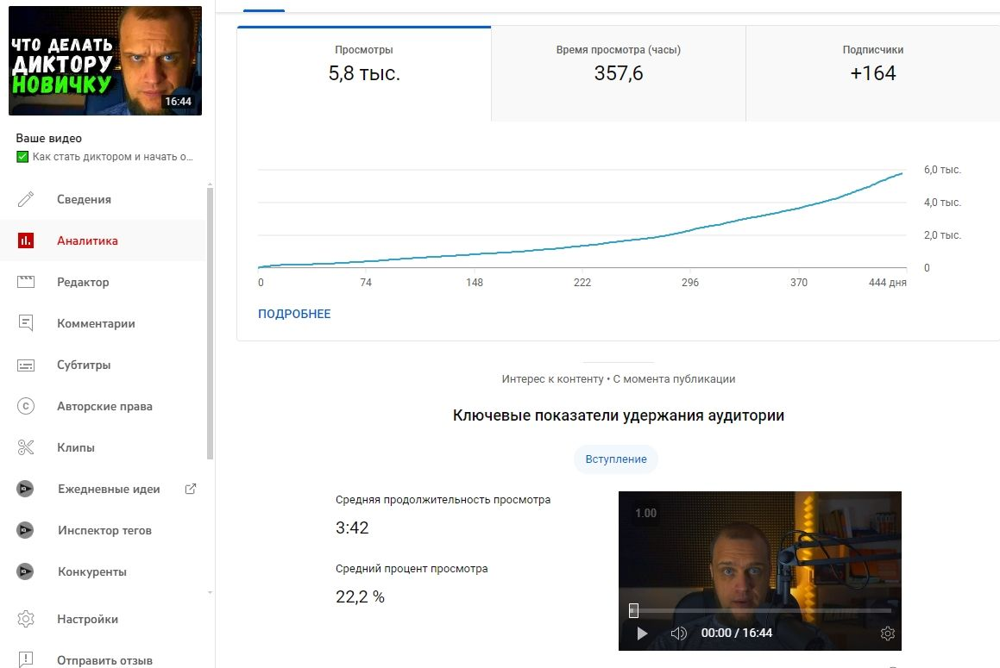 ЧТО ДЕЛАТЬ
ДИКТОРУ
НОВИЧКУ
16:44
Ваше видео
✅ Как стать диктором и начать о...
Сведения
Аналитика
Редактор
Комментарии
Субтитры
Авторские права
Клипы
Ежедневные идеи
Инспектор тегов
Конкуренты
Настройки
Отправить отзыв
Просмотры
5,8 тыс.
Время просмотра (часы)
357,6
Подписчики
+164
6,0 тыс.
4,0 тыс.
2,0 тыс.
0
0 74 148 222 296 370 444 дня
ПОДРОБНЕЕ
Интерес к контенту • С момента публикации
Ключевые показатели удержания аудитории
Вступление
Средняя продолжительность просмотра
3:42
Средний процент просмотра
22,2 %
1.00
00:00 / 16:44